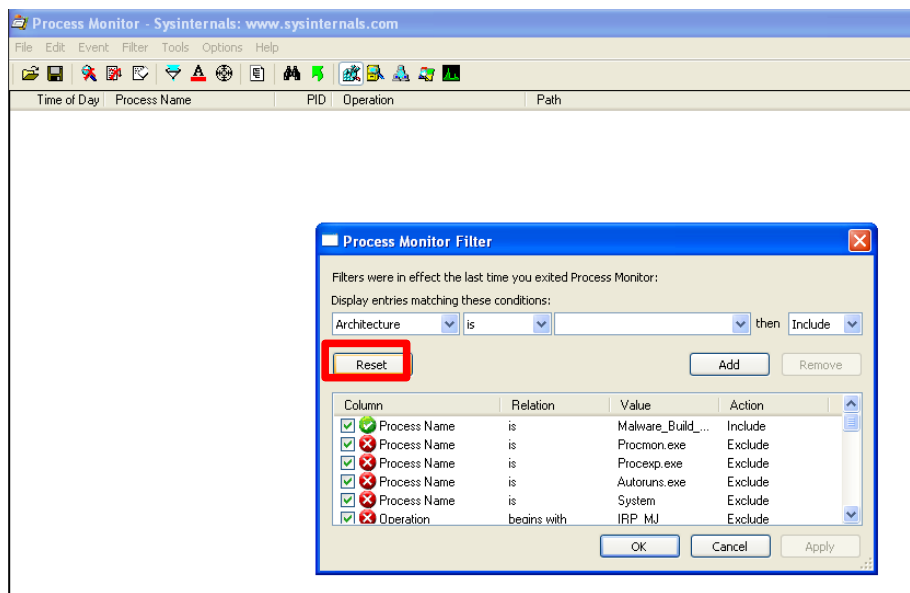 Process Monitor - Sysinternals: www.sysinternals.com
File Edit Event Filter Tools Options Help
Time of Day Process Name PID Operation Path
Process Monitor Filter
Filters were in effect the last time you exited Process Monitor:
Display entries matching these conditions:
Architecture is then Include
Reset Add Remove
Column Relation Value Action
Process Name is Malware_Build_... Include
Process Name is Procmon.exe Exclude
Process Name is Procexp.exe Exclude
Process Name is Autoruns.exe Exclude
Process Name is System Exclude
Operation begins with IRP_MJ Exclude
OK Cancel Apply